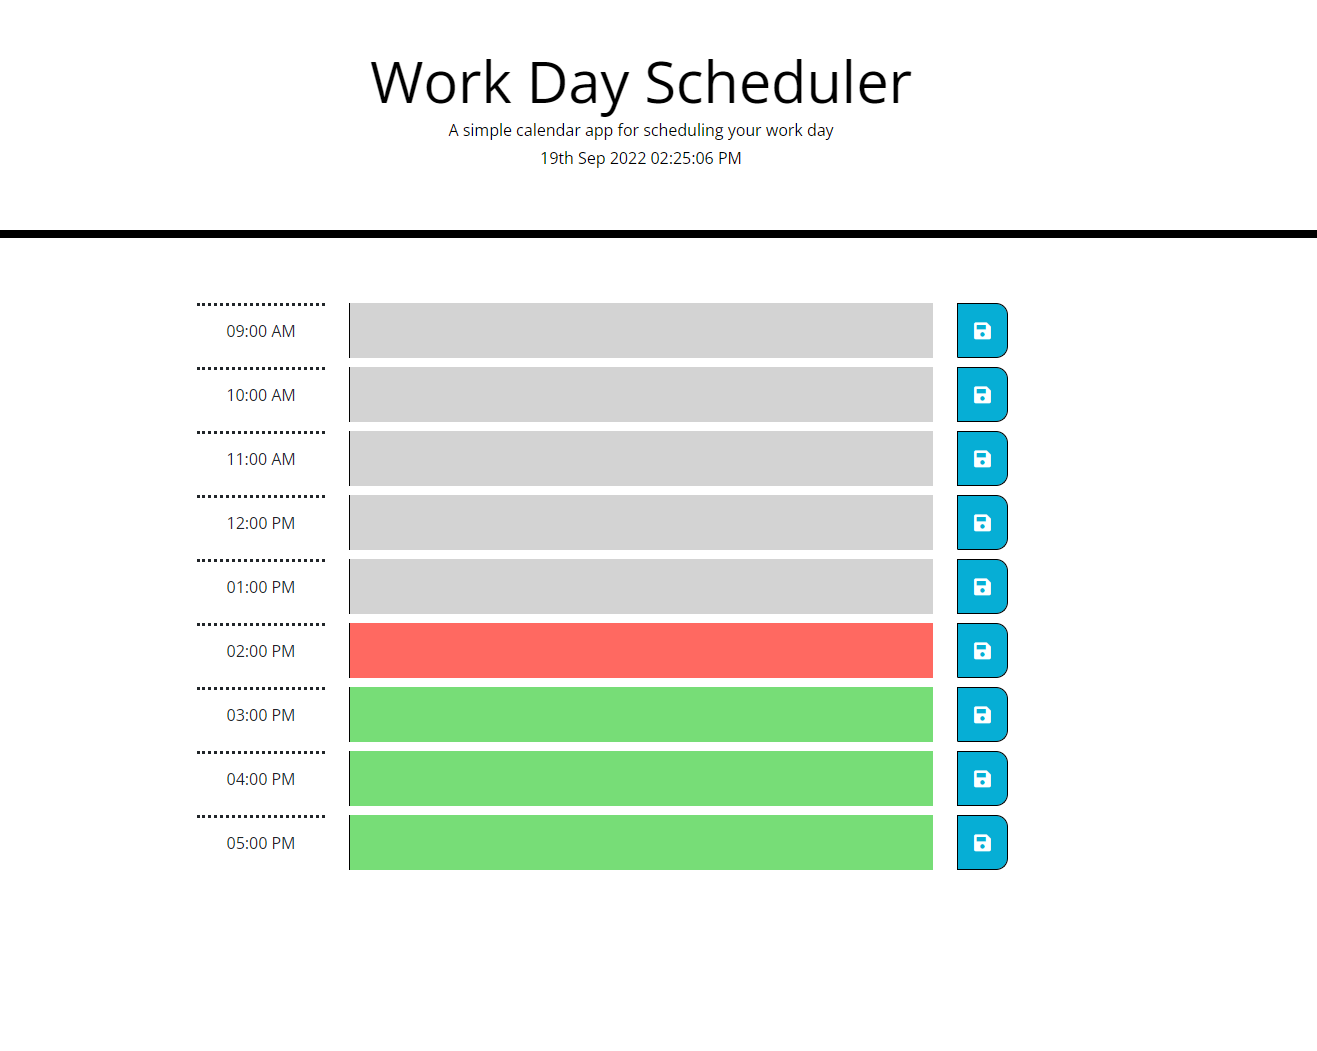 Work Day Scheduler
A simple calendar app for scheduling your work day
19th Sep 2022 02:25:06 PM
09:00 AM
10:00 AM
11:00 AM
12:00 PM
01:00 PM
02:00 PM
03:00 PM
04:00 PM
05:00 PM